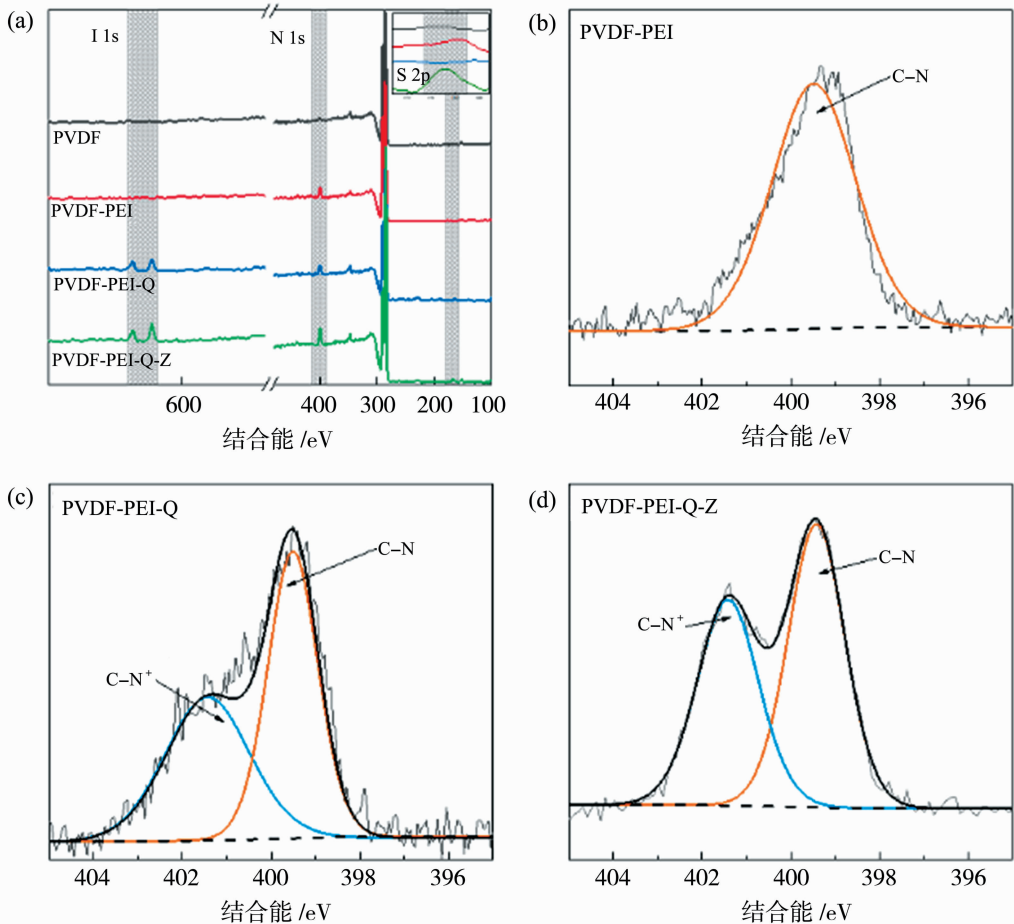 (a)
I 1s
N 1s
S 2p
PVDF
PVDF-PEI
PVDF-PEI-Q
PVDF-PEI-Q-Z
600
400
300
200
100
结合能 /eV
(b)
PVDF-PEI
C–N
404
402
400
398
396
结合能 /eV
(c)
PVDF-PEI-Q
C–N
C–N⁺
404
402
400
398
396
结合能 /eV
(d)
PVDF-PEI-Q-Z
C–N
C–N⁺
404
402
400
398
396
结合能 /eV